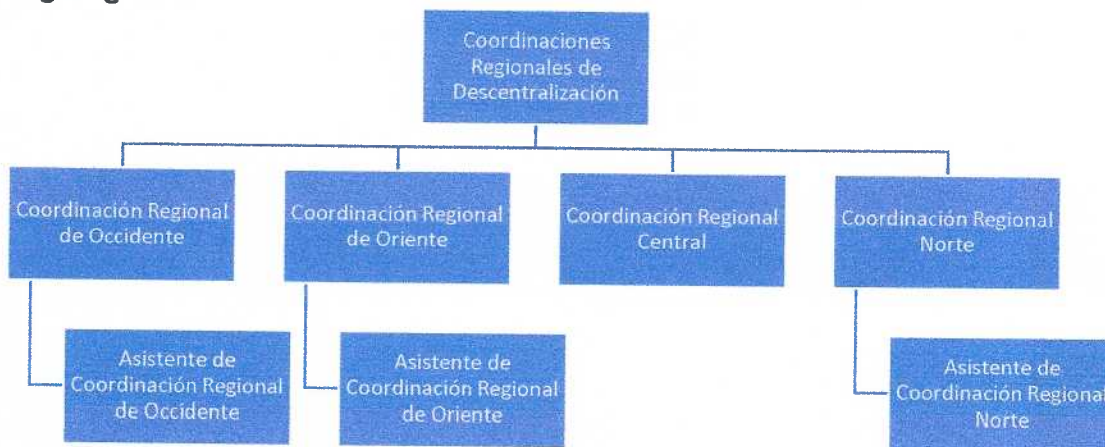 Coordinaciones
Regionales de
Descentralización
Coordinación Regional
de Occidente
Coordinación Regional
de Oriente
Coordinación Regional
Central
Coordinación Regional
Norte
Asistente de
Coordinación Regional
de Occidente
Asistente de
Coordinación Regional
de Oriente
Asistente de
Coordinación Regional
Norte